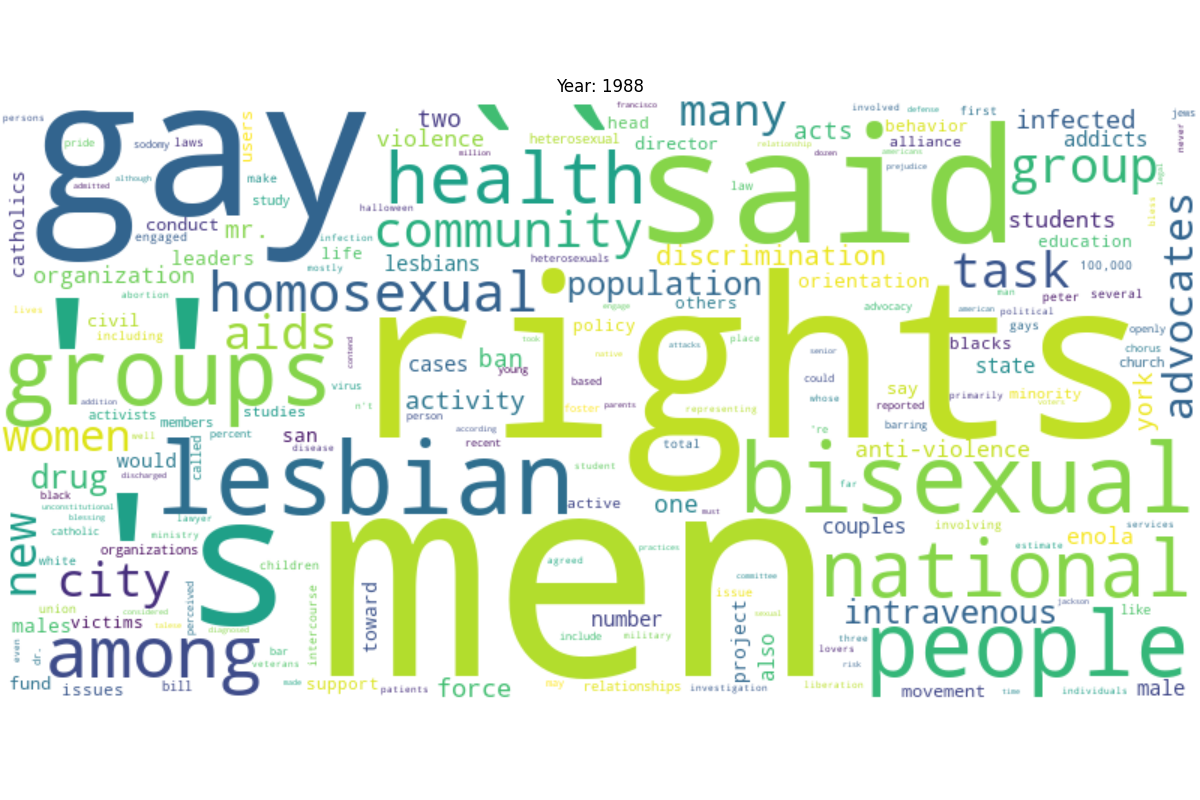 Year: 1988
persons
gay
pride
sodomy
laws
users
admitted
although
make
study
catholics
conduct
engaged
mr.
leaders
organization
two
violence
million
halloween
infection
life
mostly
` `
francisco
head
heterosexual
director
health
community
lesbians
heterosexuals
many
acts
relationship
dozen
law
said
involved
defense
first
behavior
alliance
americans
prejudice
infected
addicts
group
legal
jews
never
students
bless
education
discrimination
orientation
task
100,000
advocates
homosexual
population
others
engage
advocacy
man
peter
several
american
political
gays
openly
chorus
church
blacks
state
abortion
lives
civil
including
' '
aids
contend
groups
rights
policy
took
native
attacks
place
senior
could
whose
cases
ban
young
based
virus
activity
foster
parents
representing
say
reported
primarily
minority
voters
york
addition
activists
members
studies
n't
person
according
recent
're
barring
women
well
percent
called
san
disease
total
anti-violence
would
drug
discharged
lesbian
student
far
bisexual
black
unconstitutional
blessing
catholic
'
lawyer
ministry
active
one
must
couples
involving
services
enola
new
white
organizations
's
men
agreed
practices
estimate
national
city
children
committee
union
considered
perceived
intercourse
toward
issue
sexual
jackson
males
victims
talese
diagnosed
number
project
intravenous
like
even
dr.
among
bar
veterans
include
military
also
three
lovers
risk
people
fund
issues
bill
made
support
patients
force
may
relationships
investigation
liberation
movement
time
individuals
male